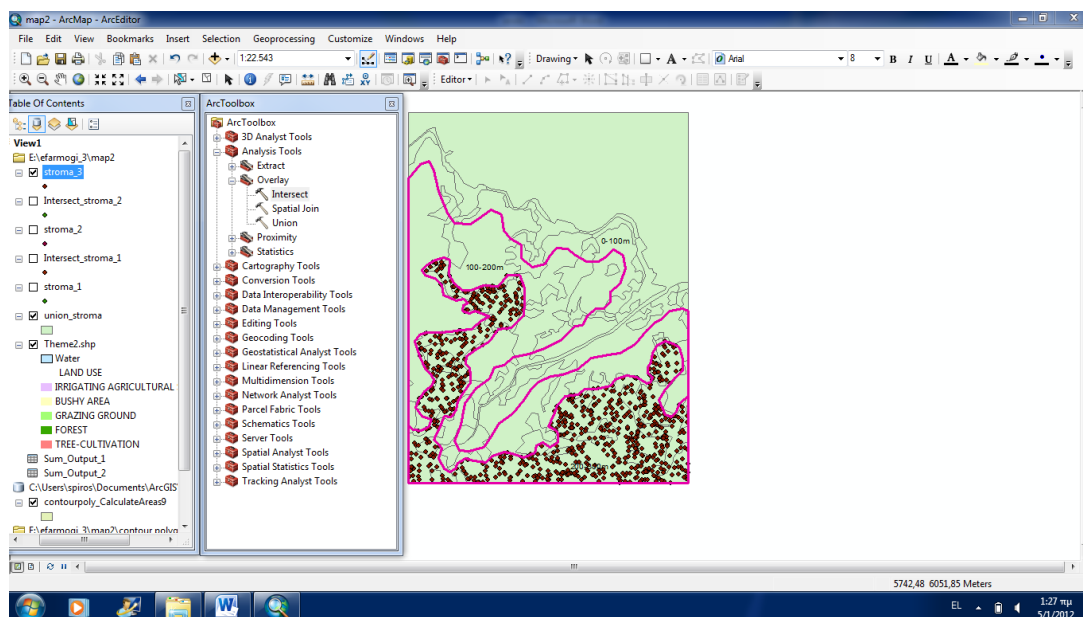 map2 - ArcMap - ArcEditor
File Edit View Bookmarks Insert Selection Geoprocessing Customize Windows Help
1:22.543 Drawing A Arial 8 B I U A
Editor
Table Of Contents
View1
E:\efarmogi_3\map2
stroma_3
Intersect_stroma_2
stroma_2
Intersect_stroma_1
stroma_1
union_stroma
Theme2.shp
Water
LAND USE
IRRIGATING AGRICULTURAL
BUSHY AREA
GRAZING GROUND
FOREST
TREE-CULTIVATION
Sum_Output_1
Sum_Output_2
C:\Users\spiros\Documents\ArcGIS
contourpoly_CalculateAreas9
E:\efarmogi_3\map2\contour polyg
ArcToolbox
ArcToolbox
3D Analyst Tools
Analysis Tools
Extract
Overlay
Intersect
Spatial Join
Union
Proximity
Statistics
Cartography Tools
Conversion Tools
Data Interoperability Tools
Data Management Tools
Editing Tools
Geocoding Tools
Geostatistical Analyst Tools
Linear Referencing Tools
Multidimension Tools
Network Analyst Tools
Parcel Fabric Tools
Schematics Tools
Server Tools
Spatial Analyst Tools
Spatial Statistics Tools
Tracking Analyst Tools
0-100m
100-200m
5742,48 6051,85 Meters
EL 1:27 πμ
5/1/2012